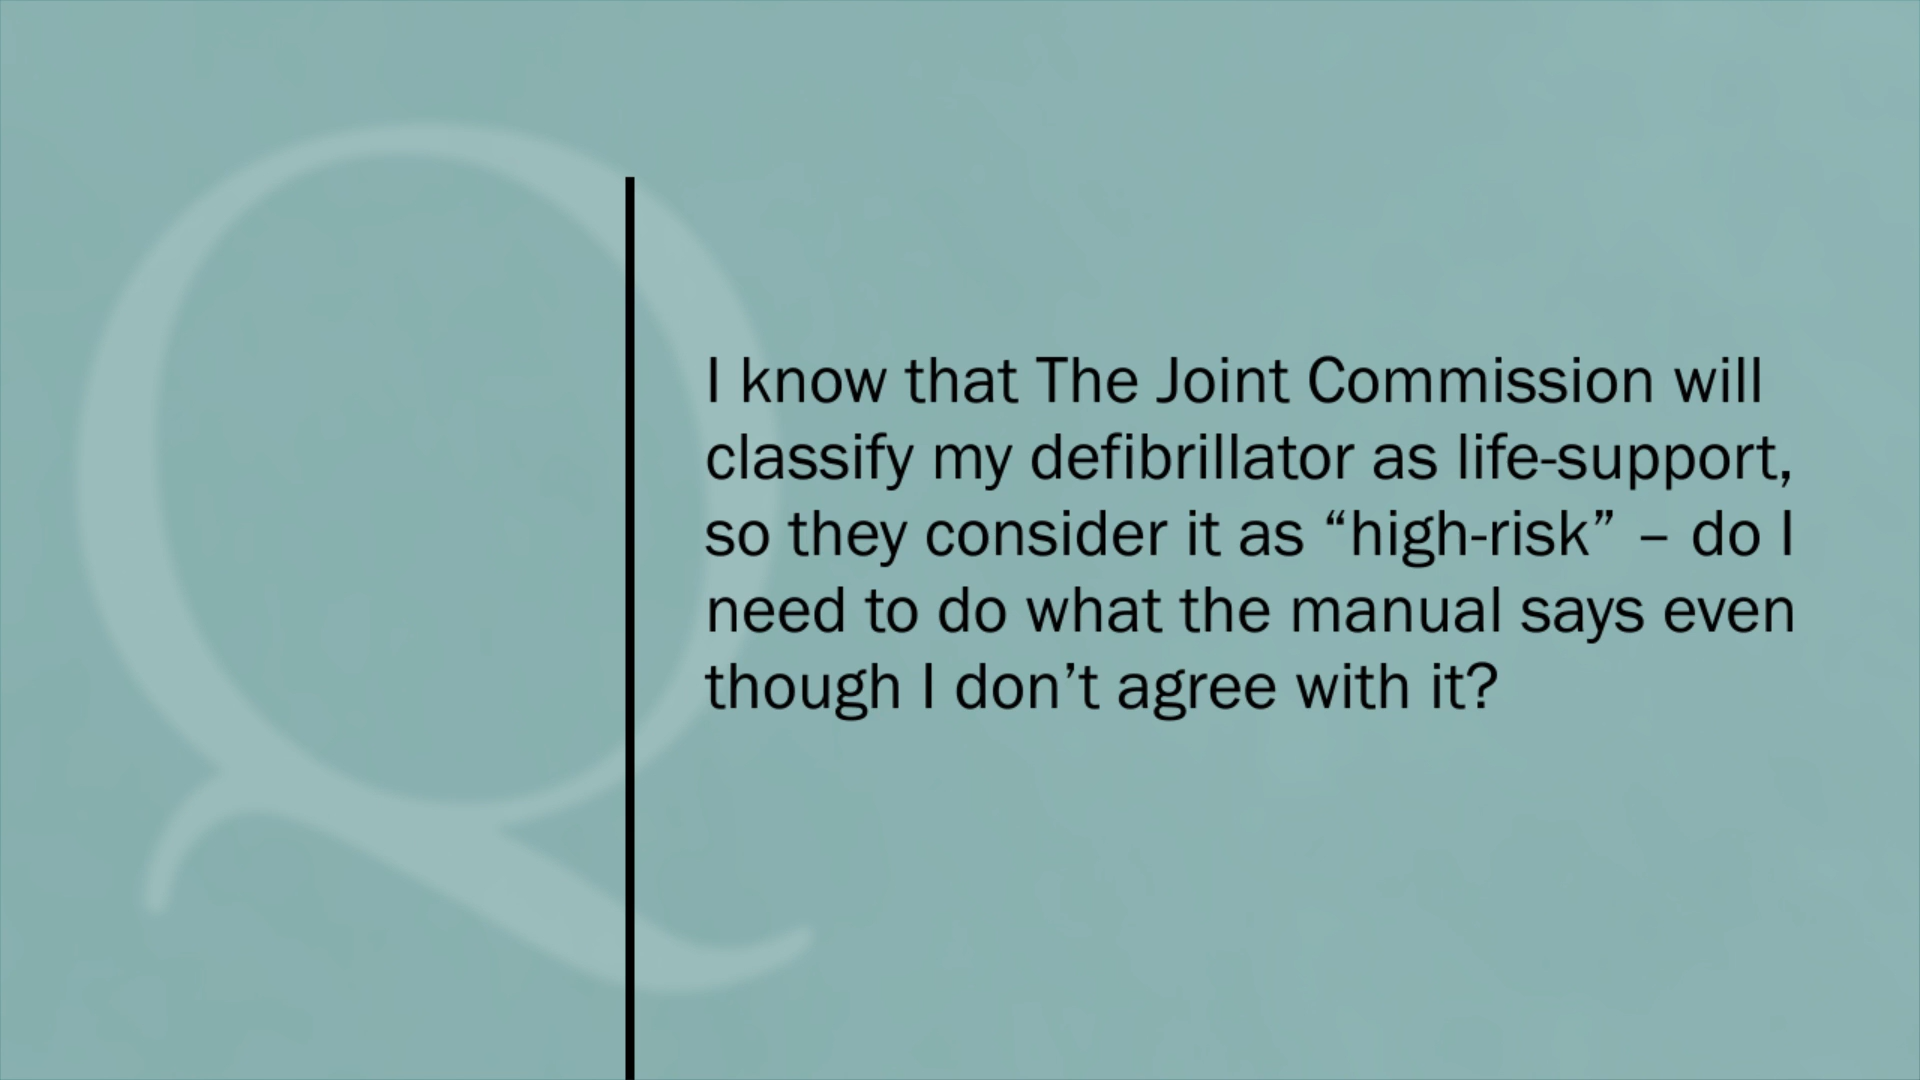 Q
I know that The Joint Commission will
classify my defibrillator as life-support,
so they consider it as “high-risk” – do I
need to do what the manual says even
though I don’t agree with it?